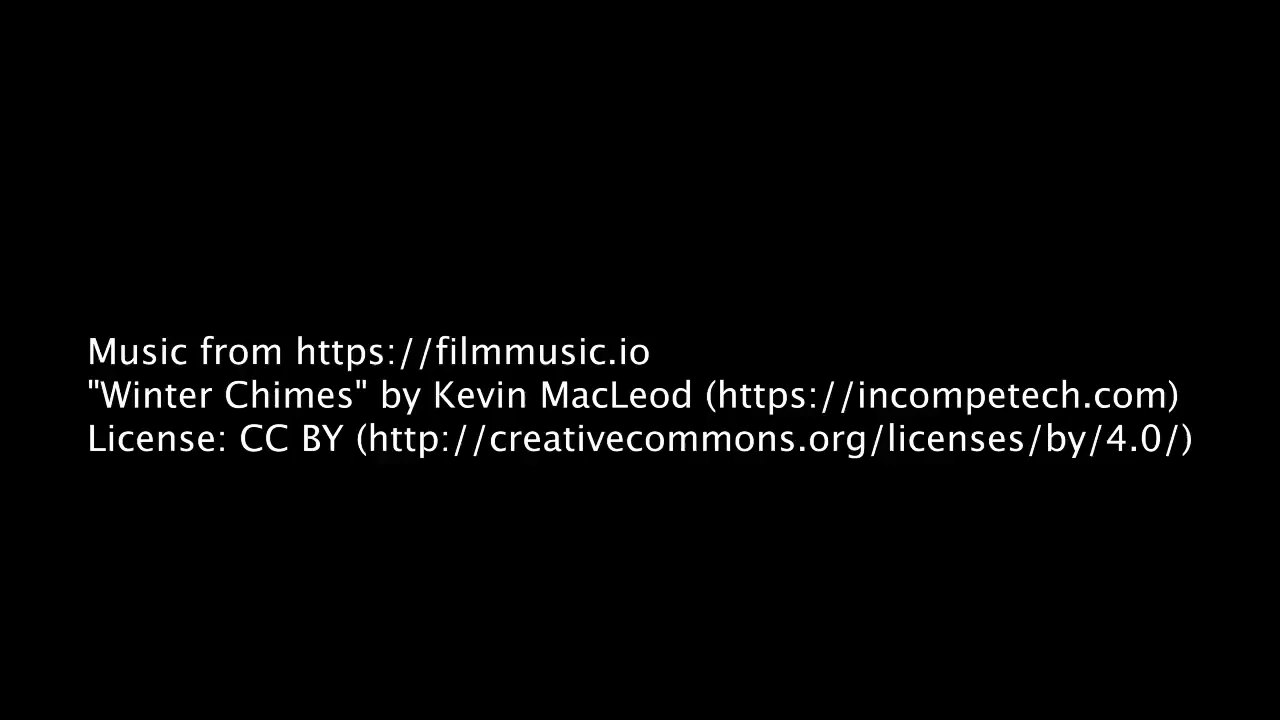 Music from https://filmmusic.io
"Winter Chimes" by Kevin MacLeod (https://incompetech.com)
License: CC BY (http://creativecommons.org/licenses/by/4.0/)